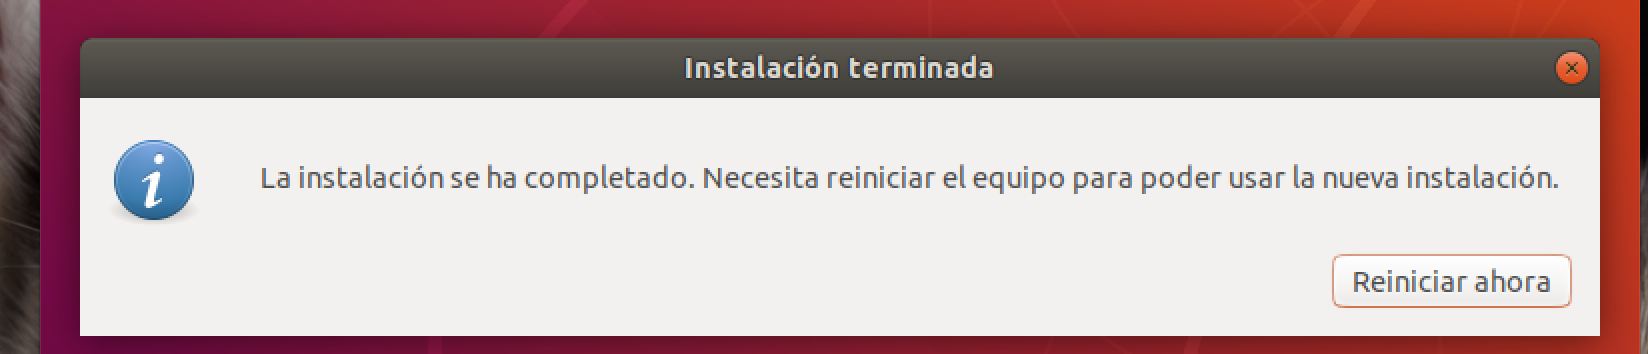 Instalación terminada
La instalación se ha completado. Necesita reiniciar el equipo para poder usar la nueva instalación.
Reiniciar ahora